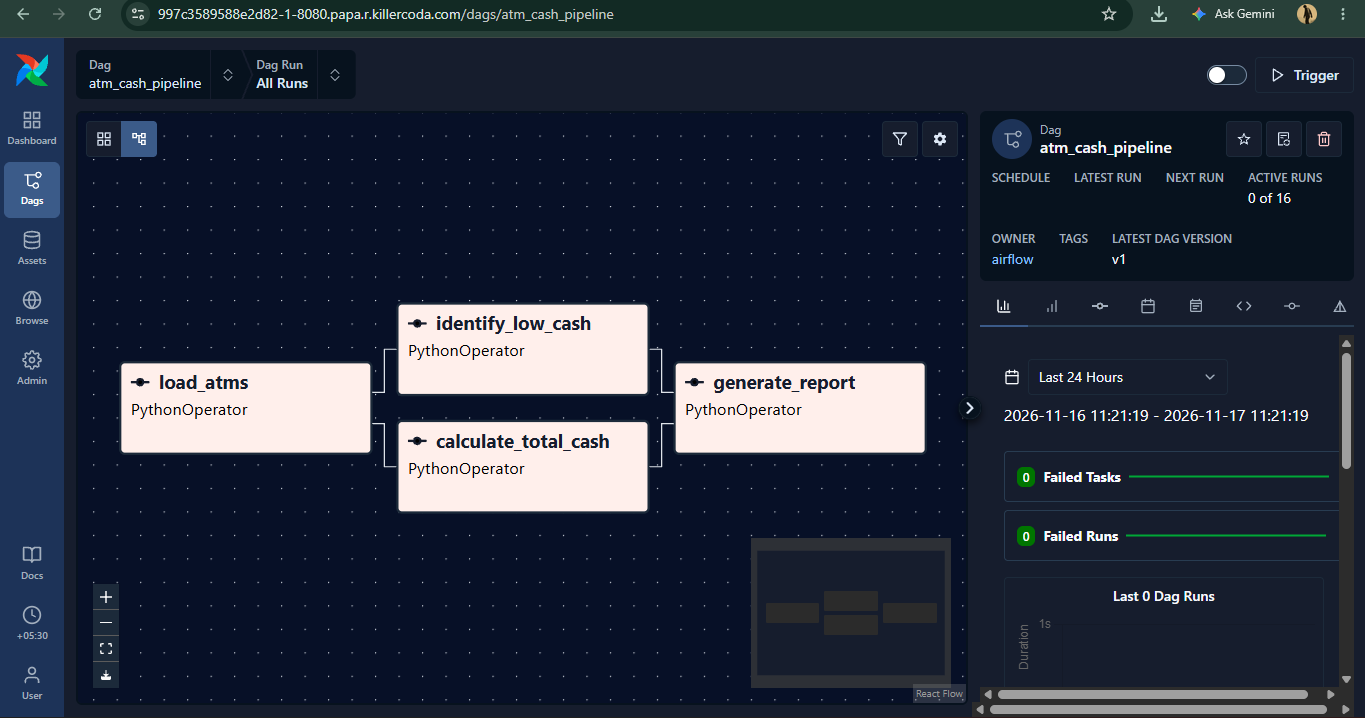 997c3589588e2d82-1-8080.papa.r.killercoda.com/dags/atm_cash_pipeline
Ask Gemini
Dashboard
Dags
Assets
Browse
Admin
Docs
+05:30
User
Dag
atm_cash_pipeline
Dag Run
All Runs
Trigger
load_atms
PythonOperator
identify_low_cash
PythonOperator
calculate_total_cash
PythonOperator
generate_report
PythonOperator
React Flow
Dag
atm_cash_pipeline
SCHEDULE LATEST RUN NEXT RUN ACTIVE RUNS
0 of 16
OWNER TAGS LATEST DAG VERSION
airflow v1
Last 24 Hours
2026-11-16 11:21:19 - 2026-11-17 11:21:19
0 Failed Tasks
0 Failed Runs
Last 0 Dag Runs
1s
Duration